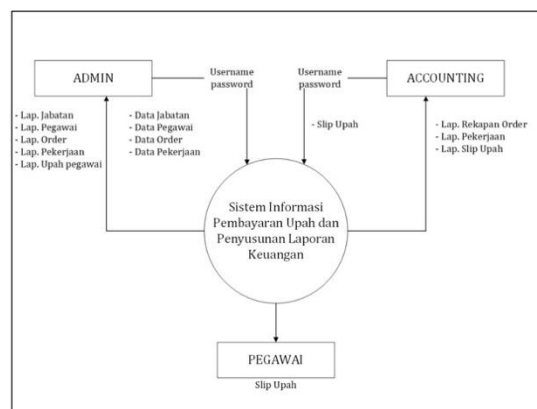 ADMIN
Username
password
Username
password
ACCOUNTING
- Lap. Jabatan
- Lap. Pegawai
- Lap. Order
- Lap. Pekerjaan
- Lap. Upah pegawai
- Data Jabatan
- Data Pegawai
- Data Order
- Data Pekerjaan
- Slip Upah
- Lap. Rekapan Order
- Lap. Pekerjaan
- Lap. Slip Upah
Sistem Informasi
Pembayaran Upah dan
Penyusunan Laporan
Keuangan
PEGAWAI
Slip Upah